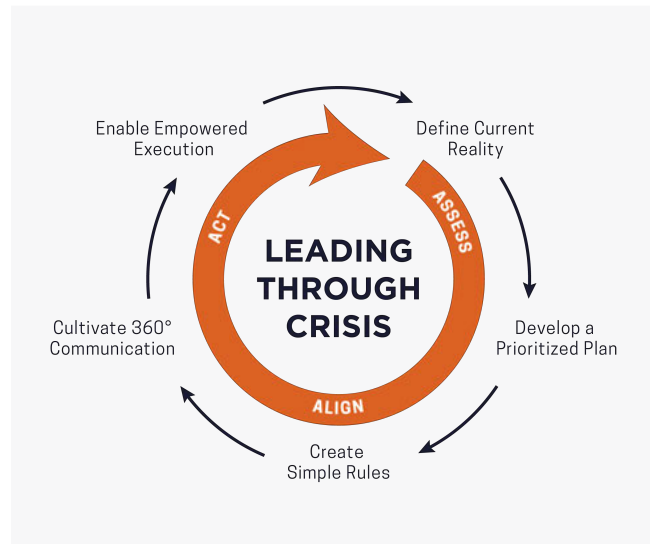 Enable Empowered
Execution
Define Current
Reality
ACT
ASSESS
LEADING
THROUGH
CRISIS
Cultivate 360°
Communication
Develop a
Prioritized Plan
ALIGN
Create
Simple Rules